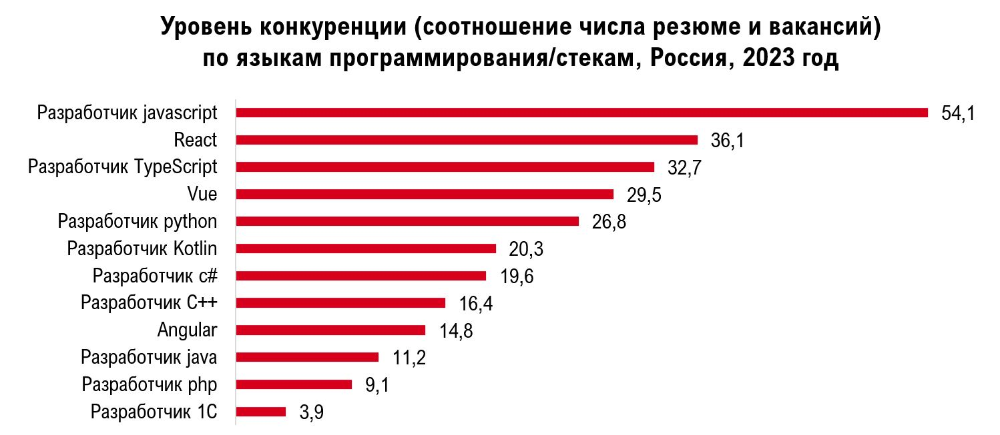 Уровень конкуренции (соотношение числа резюме и вакансий)
по языкам программирования/стекам, Россия, 2023 год
Разработчик javascript 54,1
React 36,1
Разработчик TypeScript 32,7
Vue 29,5
Разработчик python 26,8
Разработчик Kotlin 20,3
Разработчик c# 19,6
Разработчик C++ 16,4
Angular 14,8
Разработчик java 11,2
Разработчик php 9,1
Разработчик 1С 3,9